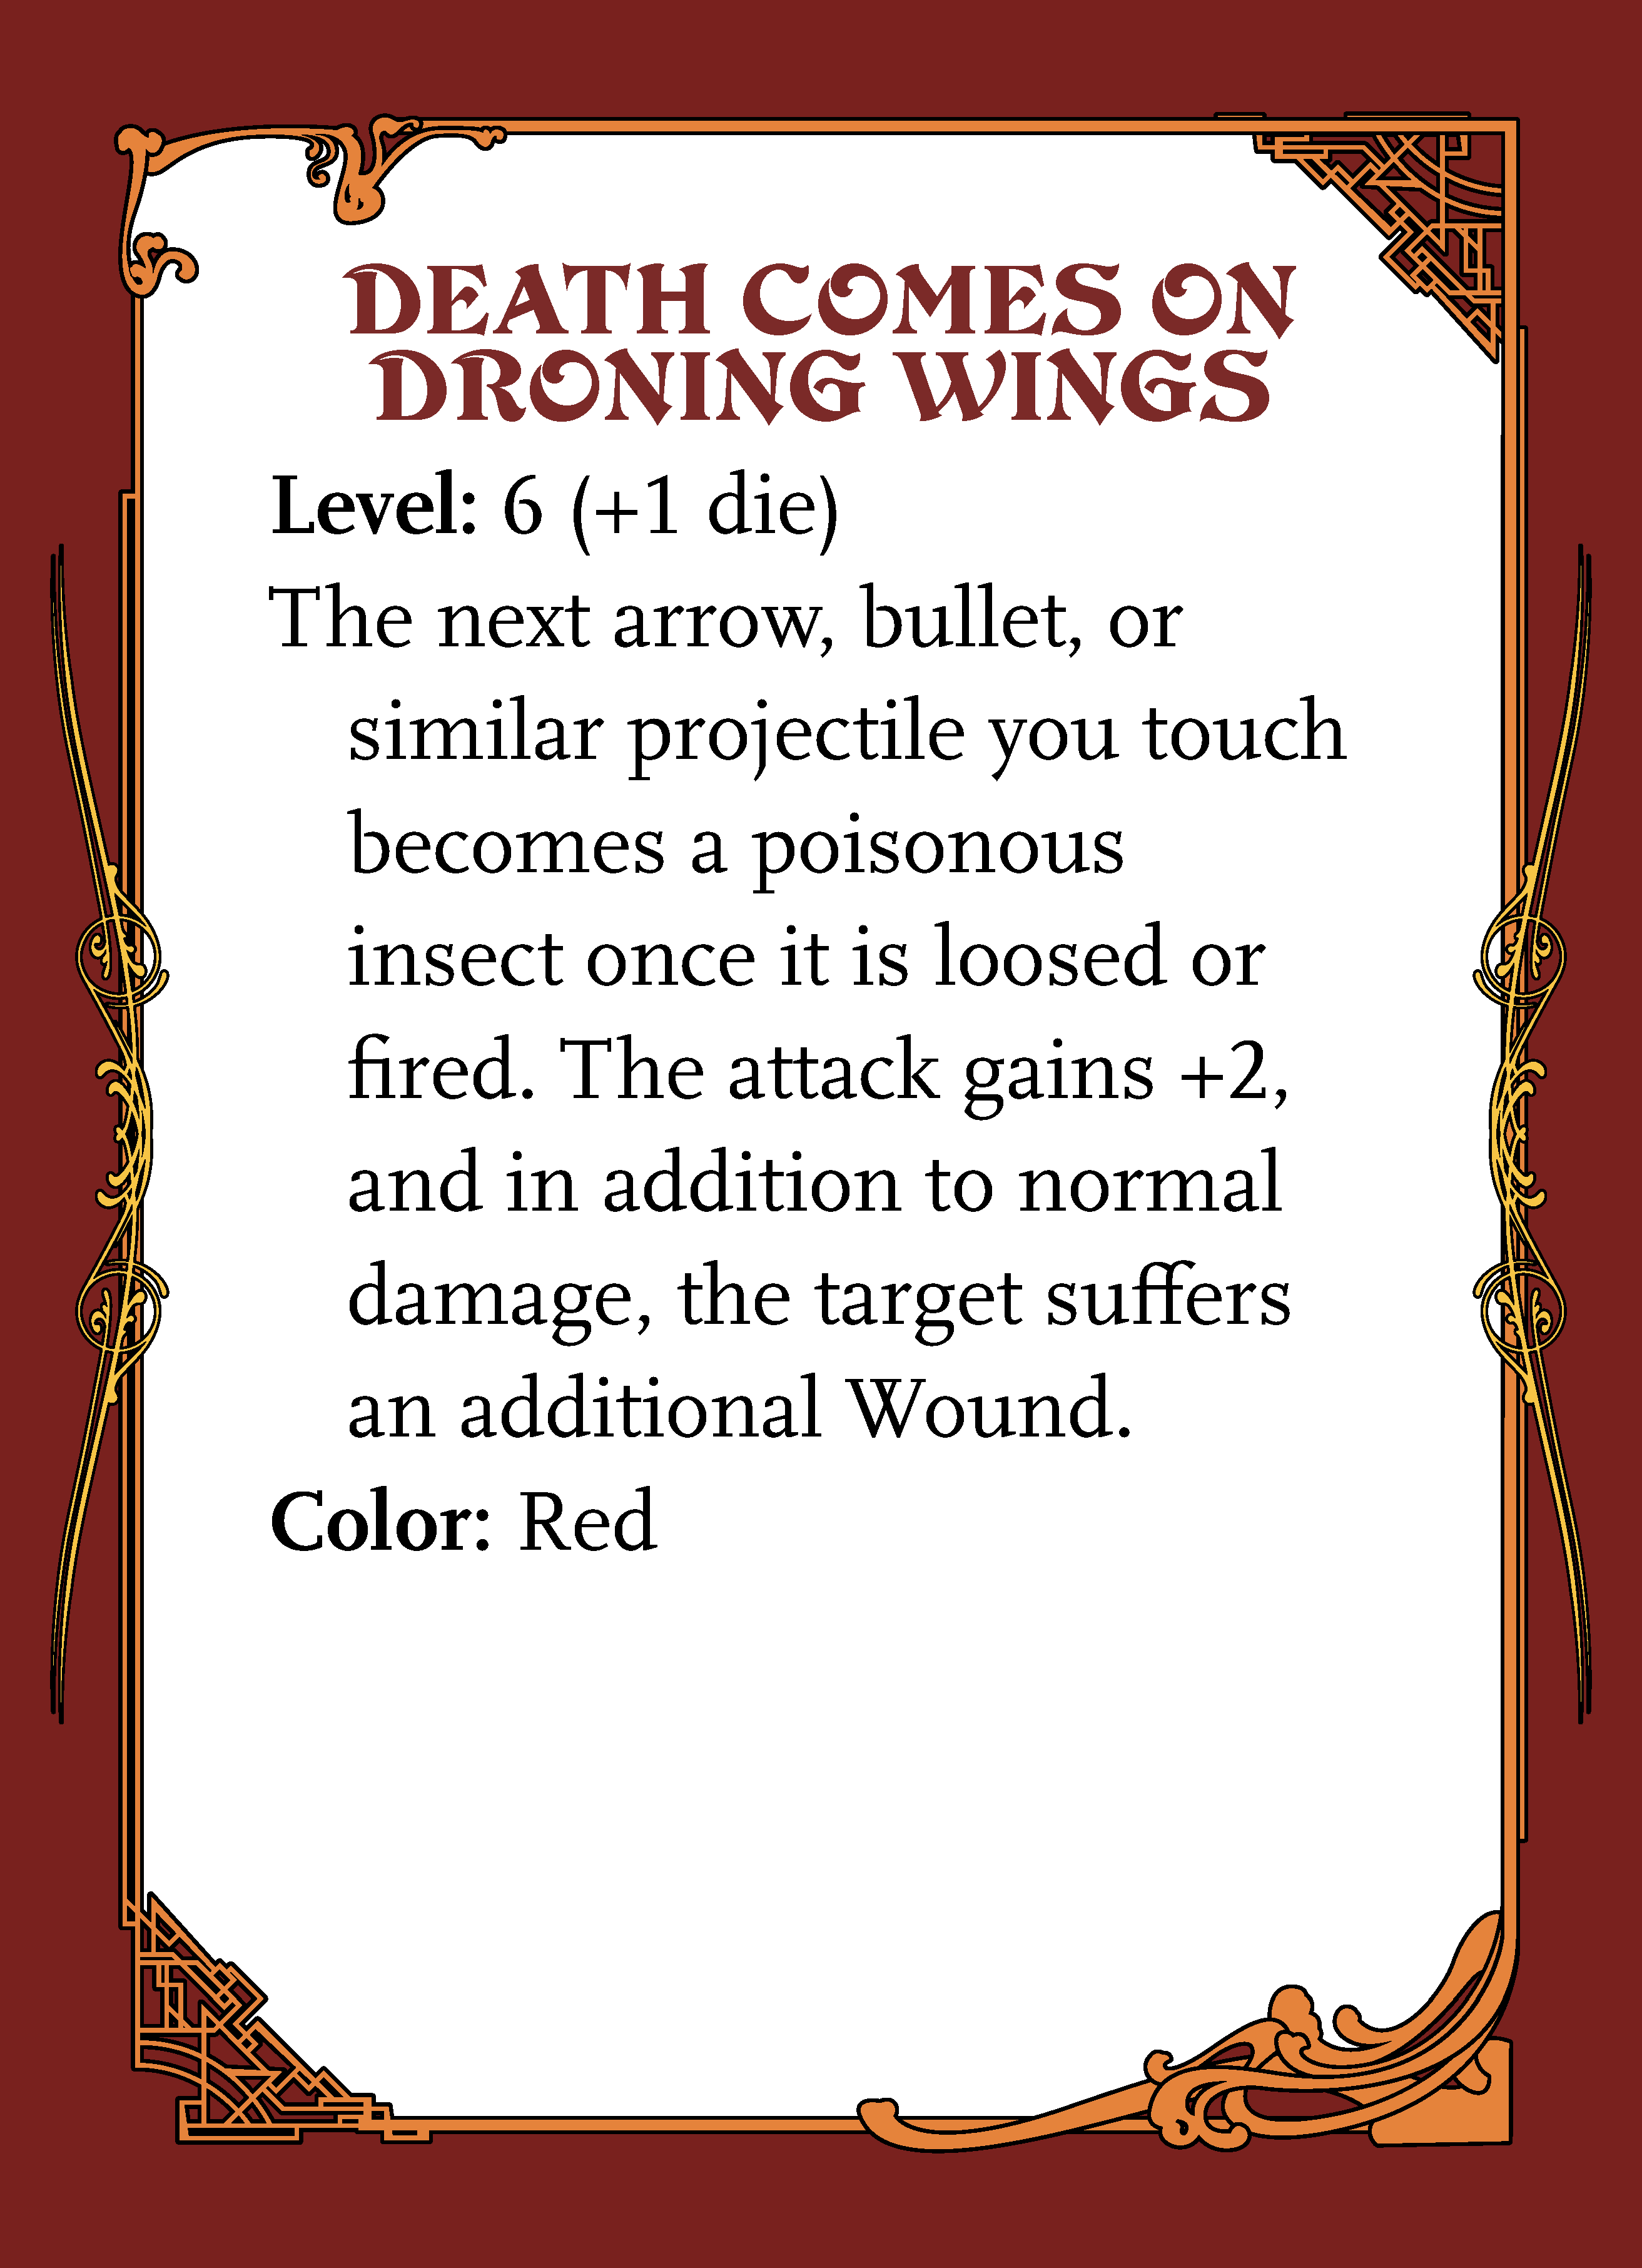 DEATH COMES ON
DRONING WINGS
Level: 6 (+1 die)
The next arrow, bullet, or
similar projectile you touch
becomes a poisonous
insect once it is loosed or
fired. The attack gains +2,
and in addition to normal
damage, the target suffers
an additional Wound.
Color: Red